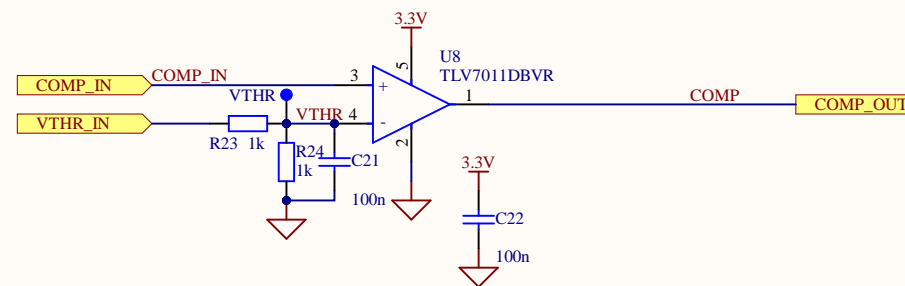 3.3V
U8
TLV7011DBVR
5
COMP_IN
COMP_IN
3
+
1
COMP
COMP_OUT
VTHR
VTHR_IN
VTHR
4
-
2
R23 1k
R24
1k
C21
100n
3.3V
C22
100n